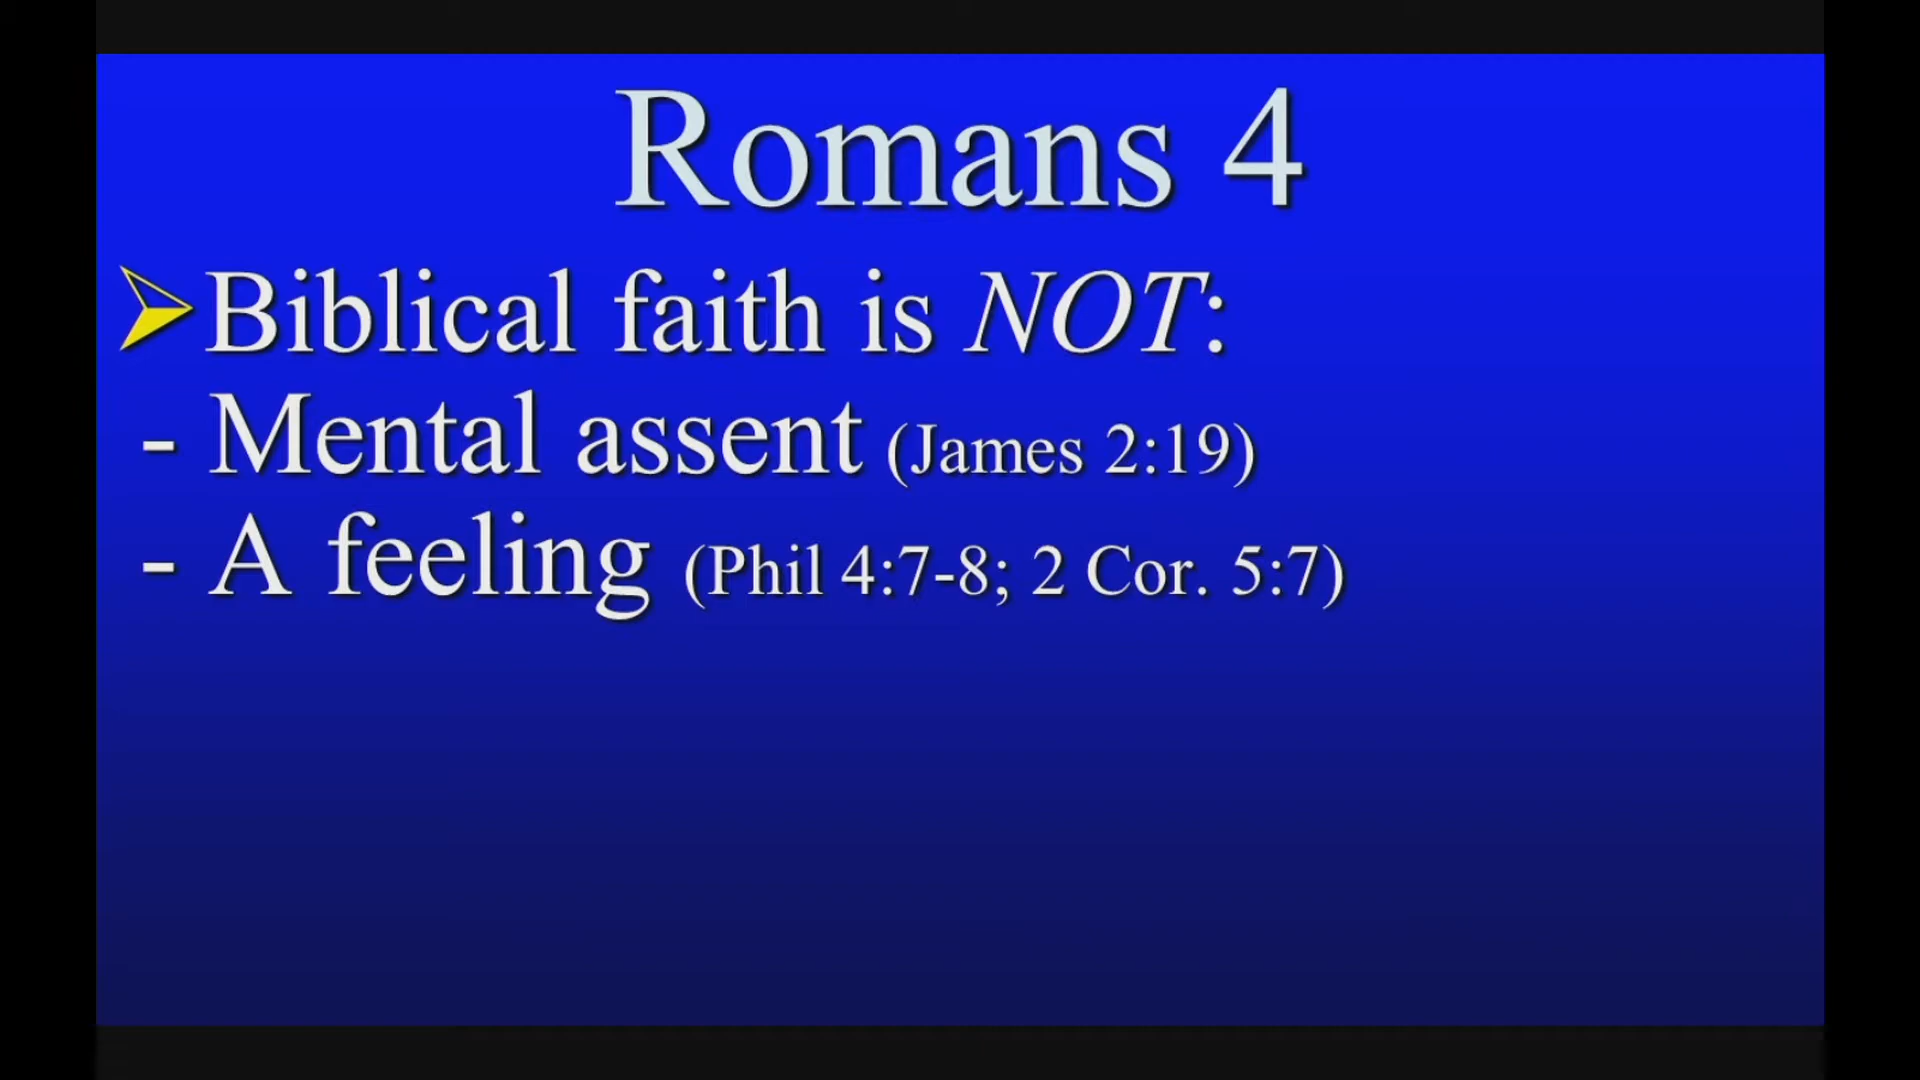 Romans 4
Biblical faith is NOT:
- Mental assent (James 2:19)
- A feeling (Phil 4:7-8; 2 Cor. 5:7)